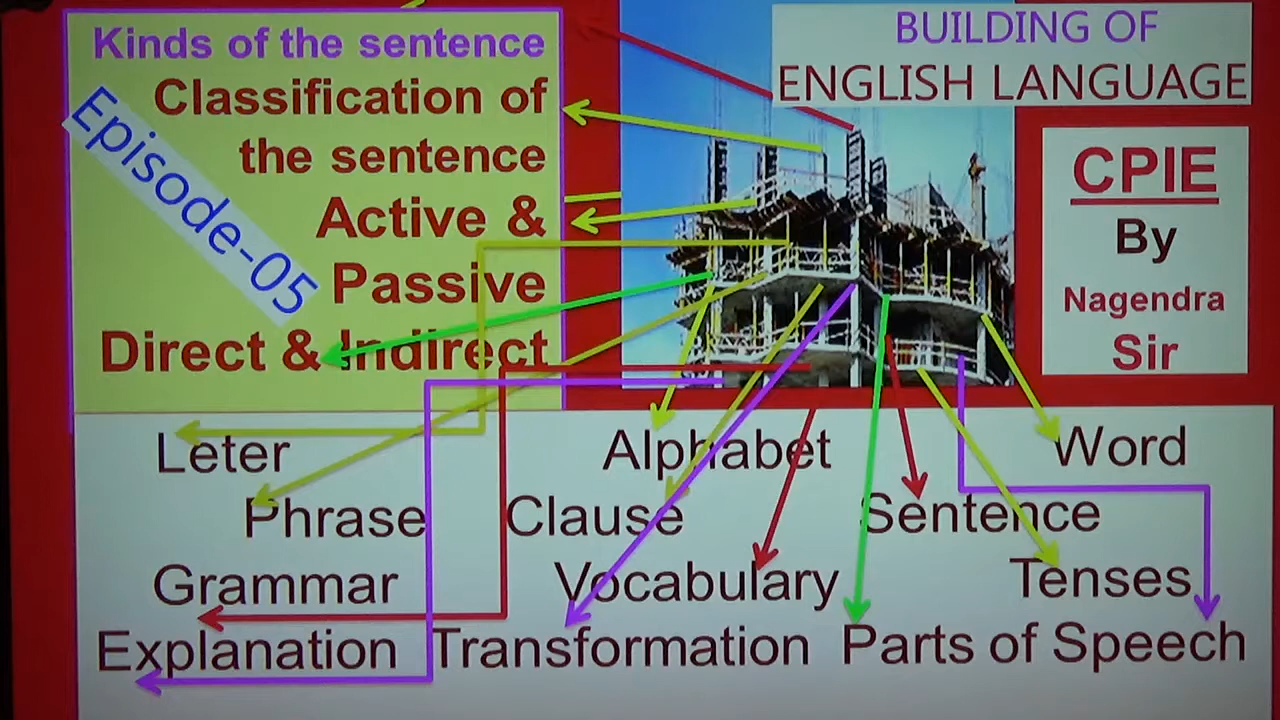 Kinds of the sentence
Classification of
the sentence
Active &
Passive
Direct & Indirect
Episode-05
BUILDING OF
ENGLISH LANGUAGE
CPIE
By
Nagendra
Sir
Leter Alphabet Word
Phrase Clause Sentence
Grammar Vocabulary Tenses
Explanation Transformation Parts of Speech